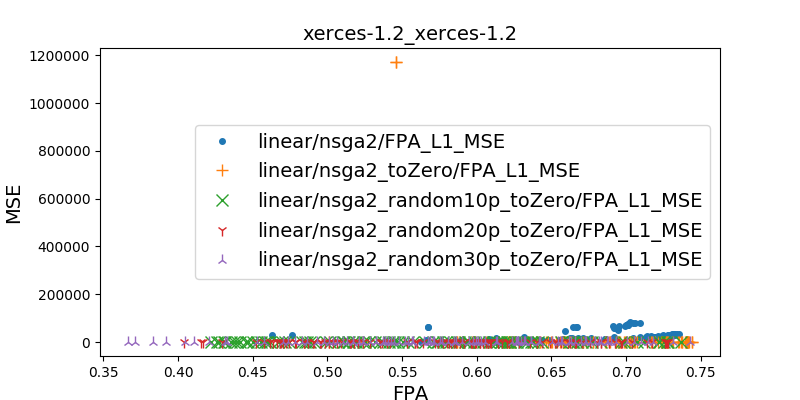 xerces-1.2_xerces-1.2
MSE
1200000
1000000
800000
600000
400000
200000
0
linear/nsga2/FPA_L1_MSE
linear/nsga2_toZero/FPA_L1_MSE
linear/nsga2_random10p_toZero/FPA_L1_MSE
linear/nsga2_random20p_toZero/FPA_L1_MSE
linear/nsga2_random30p_toZero/FPA_L1_MSE
0.35 0.40 0.45 0.50 0.55 0.60 0.65 0.70 0.75
FPA